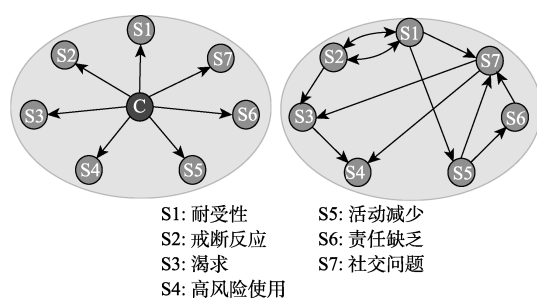 S1
S2
S7
C
S3
S6
S4
S5
S1
S2
S7
S3
S6
S4
S5
S1: 耐受性
S2: 戒断反应
S3: 渴求
S4: 高风险使用
S5: 活动减少
S6: 责任缺乏
S7: 社交问题